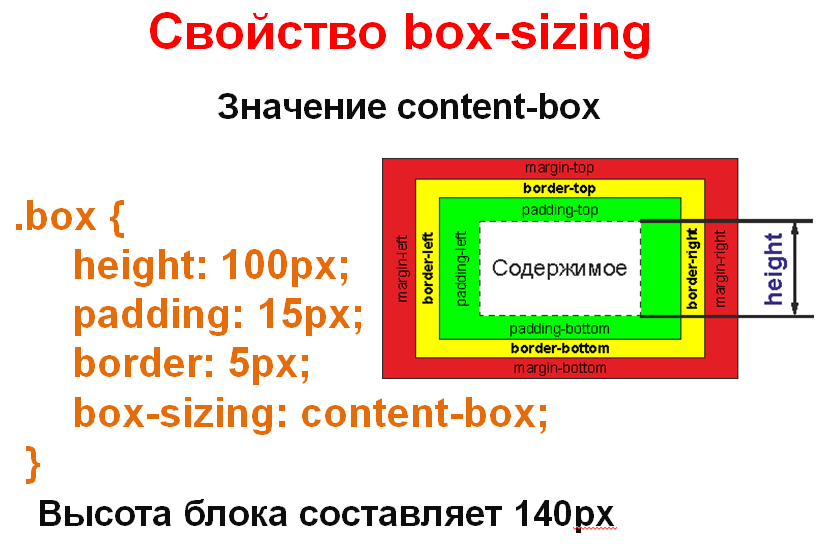 Свойство box-sizing
Значение content-box
.box {
height: 100px;
padding: 15px;
border: 5px;
box-sizing: content-box;
}
margin-top
border-top
padding-top
margin-left
border-left
padding-left
Содержимое
border-right
margin-right
height
padding-bottom
border-bottom
margin-bottom
Высота блока составляет 140px